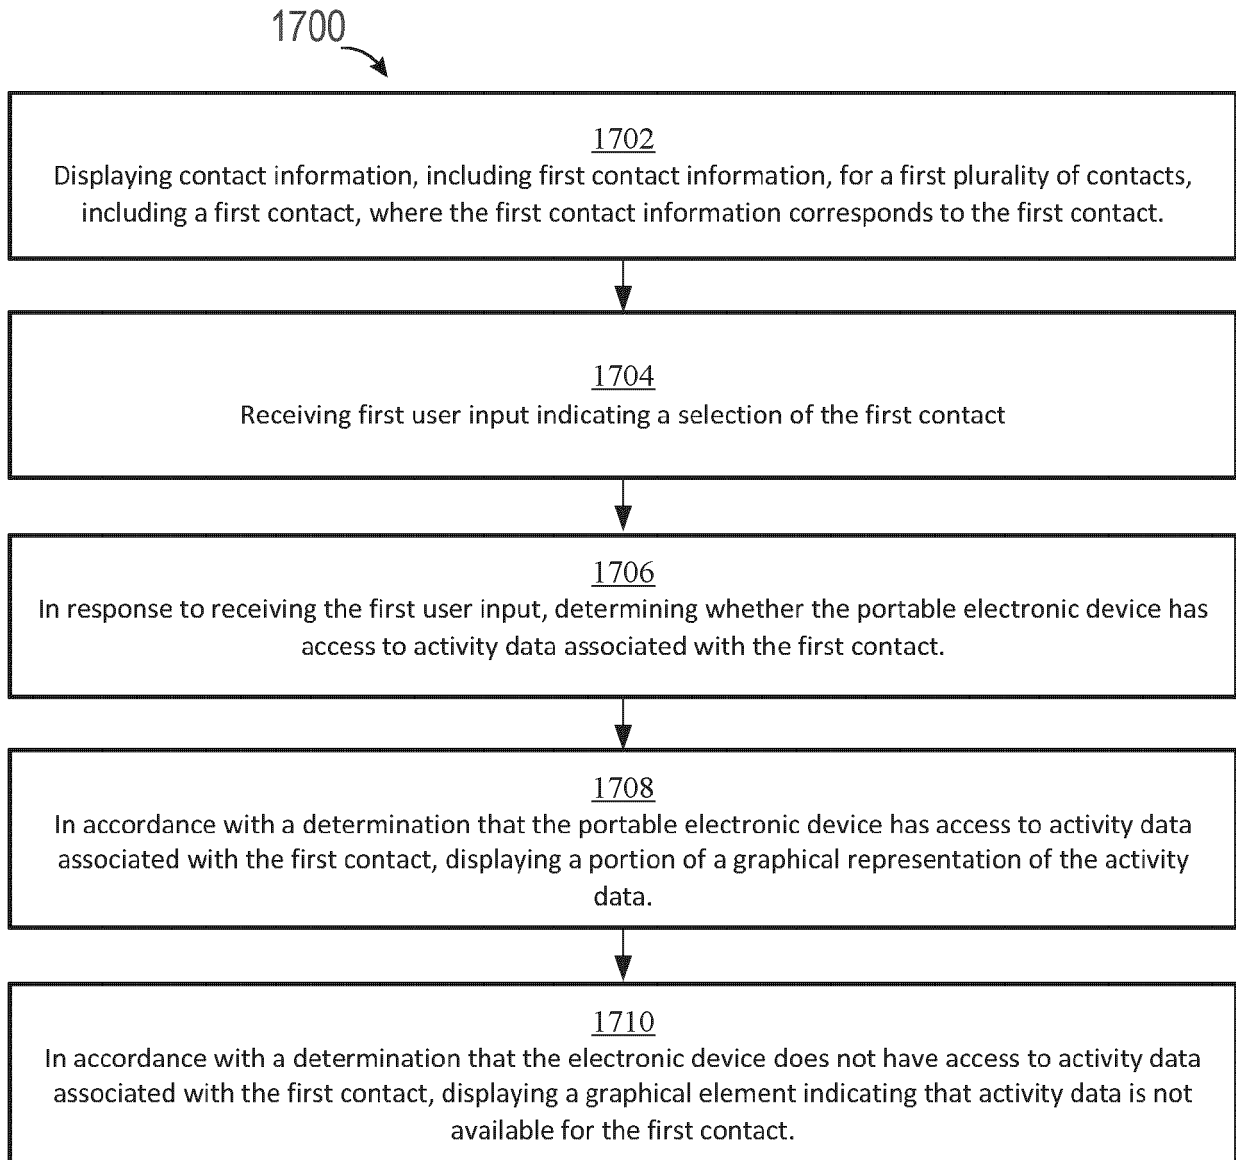 1700
1702
Displaying contact information, including first contact information, for a first plurality of contacts,
including a first contact, where the first contact information corresponds to the first contact.
1704
Receiving first user input indicating a selection of the first contact
1706
In response to receiving the first user input, determining whether the portable electronic device has
access to activity data associated with the first contact.
1708
In accordance with a determination that the portable electronic device has access to activity data
associated with the first contact, displaying a portion of a graphical representation of the activity
data.
1710
In accordance with a determination that the electronic device does not have access to activity data
associated with the first contact, displaying a graphical element indicating that activity data is not
available for the first contact.